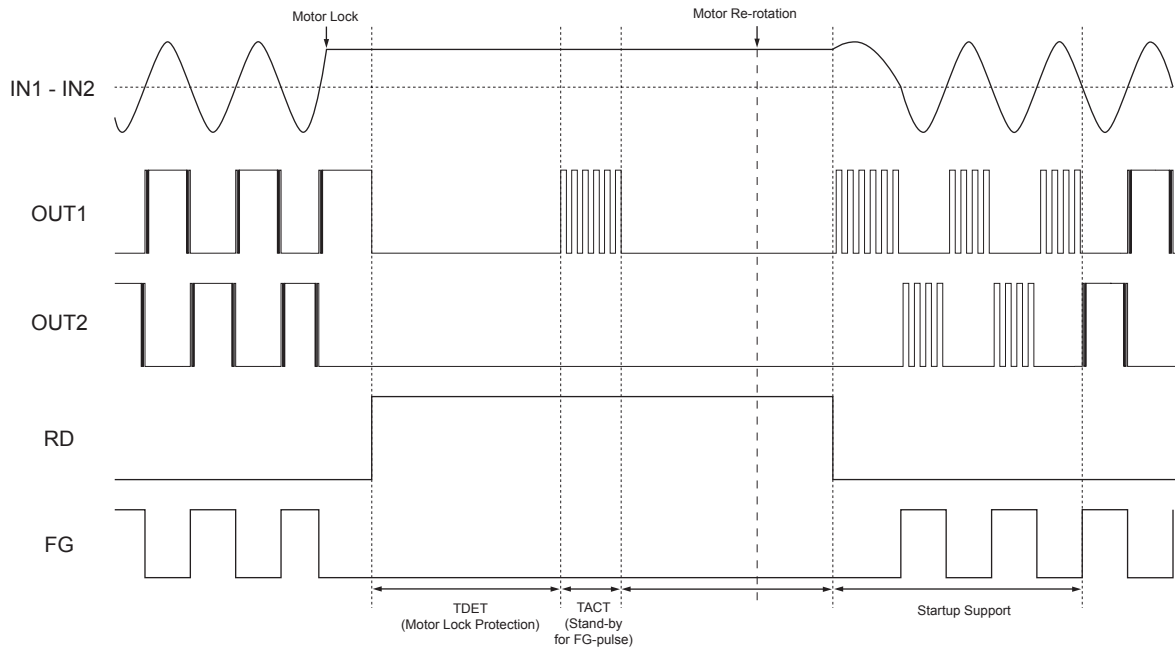 Motor Lock
Motor Re-rotation
IN1 - IN2
OUT1
OUT2
RD
FG
TDET
(Motor Lock Protection)
TACT
(Stand-by
for FG-pulse)
Startup Support